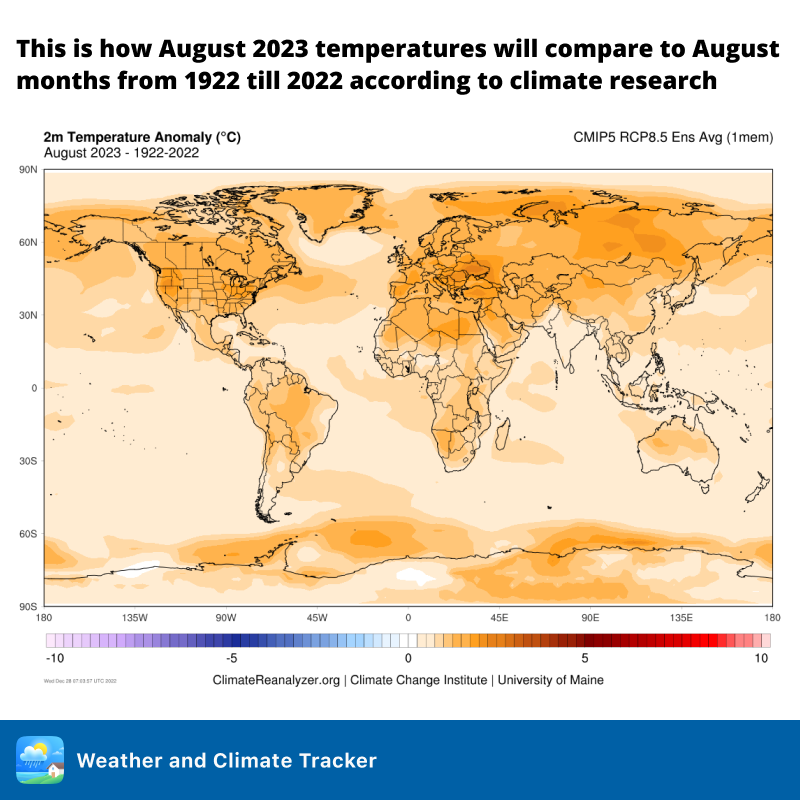 This is how August 2023 temperatures will compare to August
months from 1922 till 2022 according to climate research
2m Temperature Anomaly (°C)
August 2023 - 1922-2022
CMIP5 RCP8.5 Ens Avg (1mem)
90N
60N
30N
0
30S
60S
90S
180 135W 90W 45W 0 45E 90E 135E 180
-10 -5 0 5 10
Wed Dec 28 07:03:57 UTC 2022
ClimateReanalyzer.org | Climate Change Institute | University of Maine
Weather and Climate Tracker